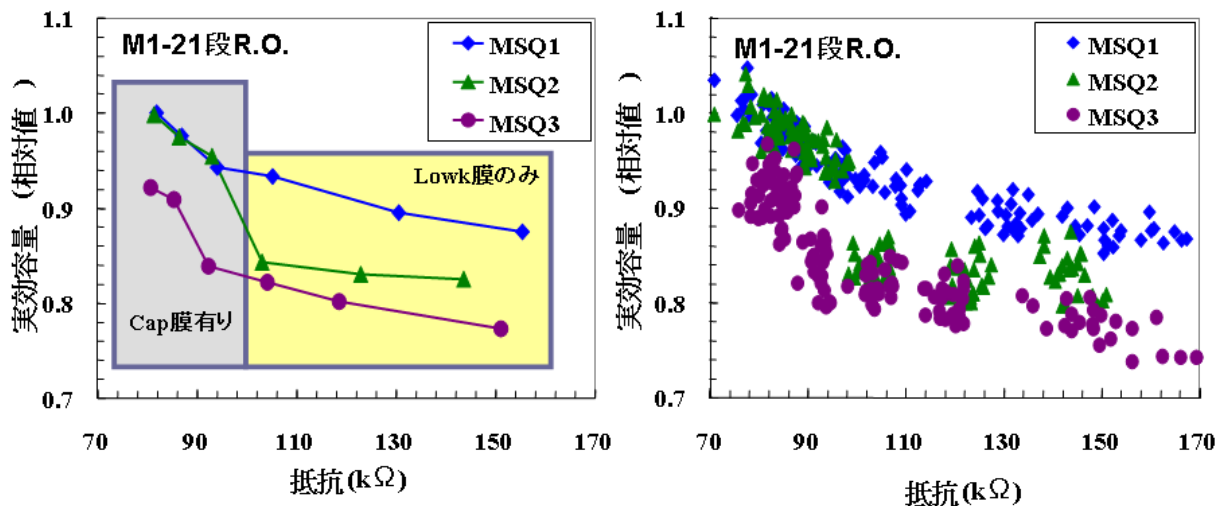 M1-21段R.O.
MSQ1
MSQ2
MSQ3
Lowk膜のみ
Cap膜有り
実効容量 (相対値)
1.1
1.0
0.9
0.8
0.7
70 90 110 130 150 170
抵抗(kΩ)
M1-21段R.O.
MSQ1
MSQ2
MSQ3
実効容量 (相対値)
1.1
1.0
0.9
0.8
0.7
70 90 110 130 150 170
抵抗(kΩ)